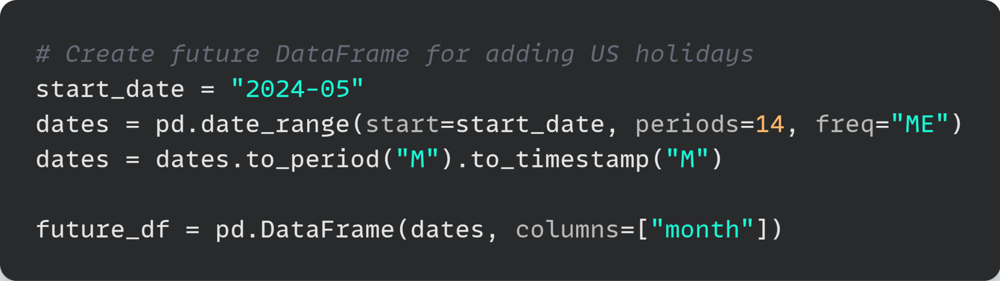 # Create future DataFrame for adding US holidays
start_date = "2024-05"
dates = pd.date_range(start=start_date, periods=14, freq="ME")
dates = dates.to_period("M").to_timestamp("M")
future_df = pd.DataFrame(dates, columns=["month"])